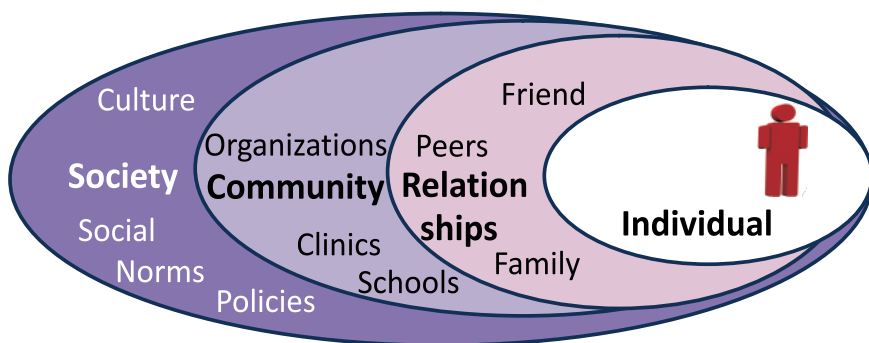 Culture
Society
Social
Norms
Policies
Organizations
Community
Clinics
Schools
Friend
Peers
Relation
ships
Family
Individual